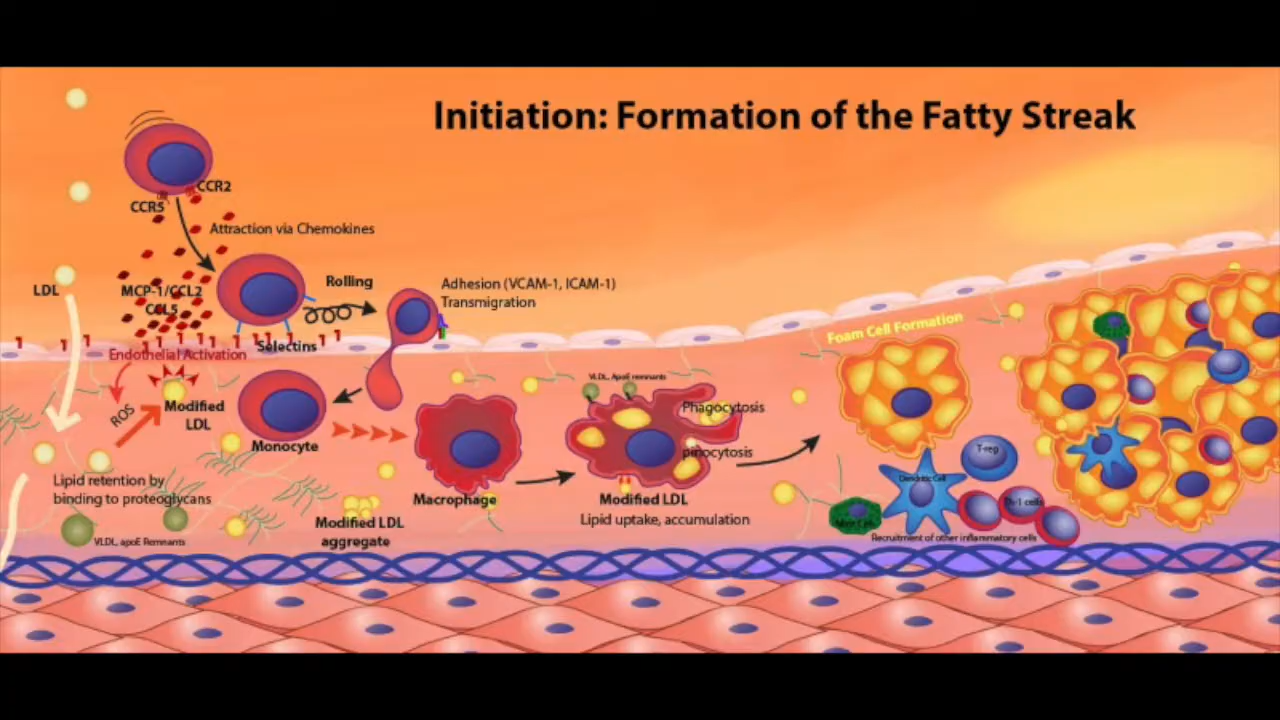 Initiation: Formation of the Fatty Streak
CCR2
CCR5
Attraction via Chemokines
LDL
MCP-1/CCL2
CCL5
Rolling
Adhesion (VCAM-1, ICAM-1)
Transmigration
Endothelial Activation
Selectins
Foam Cell Formation
ROS
Modified
LDL
Monocyte
VLDL, ApoE remnants
Phagocytosis
pinocytosis
Lipid retention by
binding to proteoglycans
Macrophage
Modified LDL
Lipid uptake, accumulation
Modified LDL
aggregate
VLDL, apoE Remnants
T-reg
Dendritic Cell
Th-1 cells
Mast Cell
Recruitment of other inflammatory cells